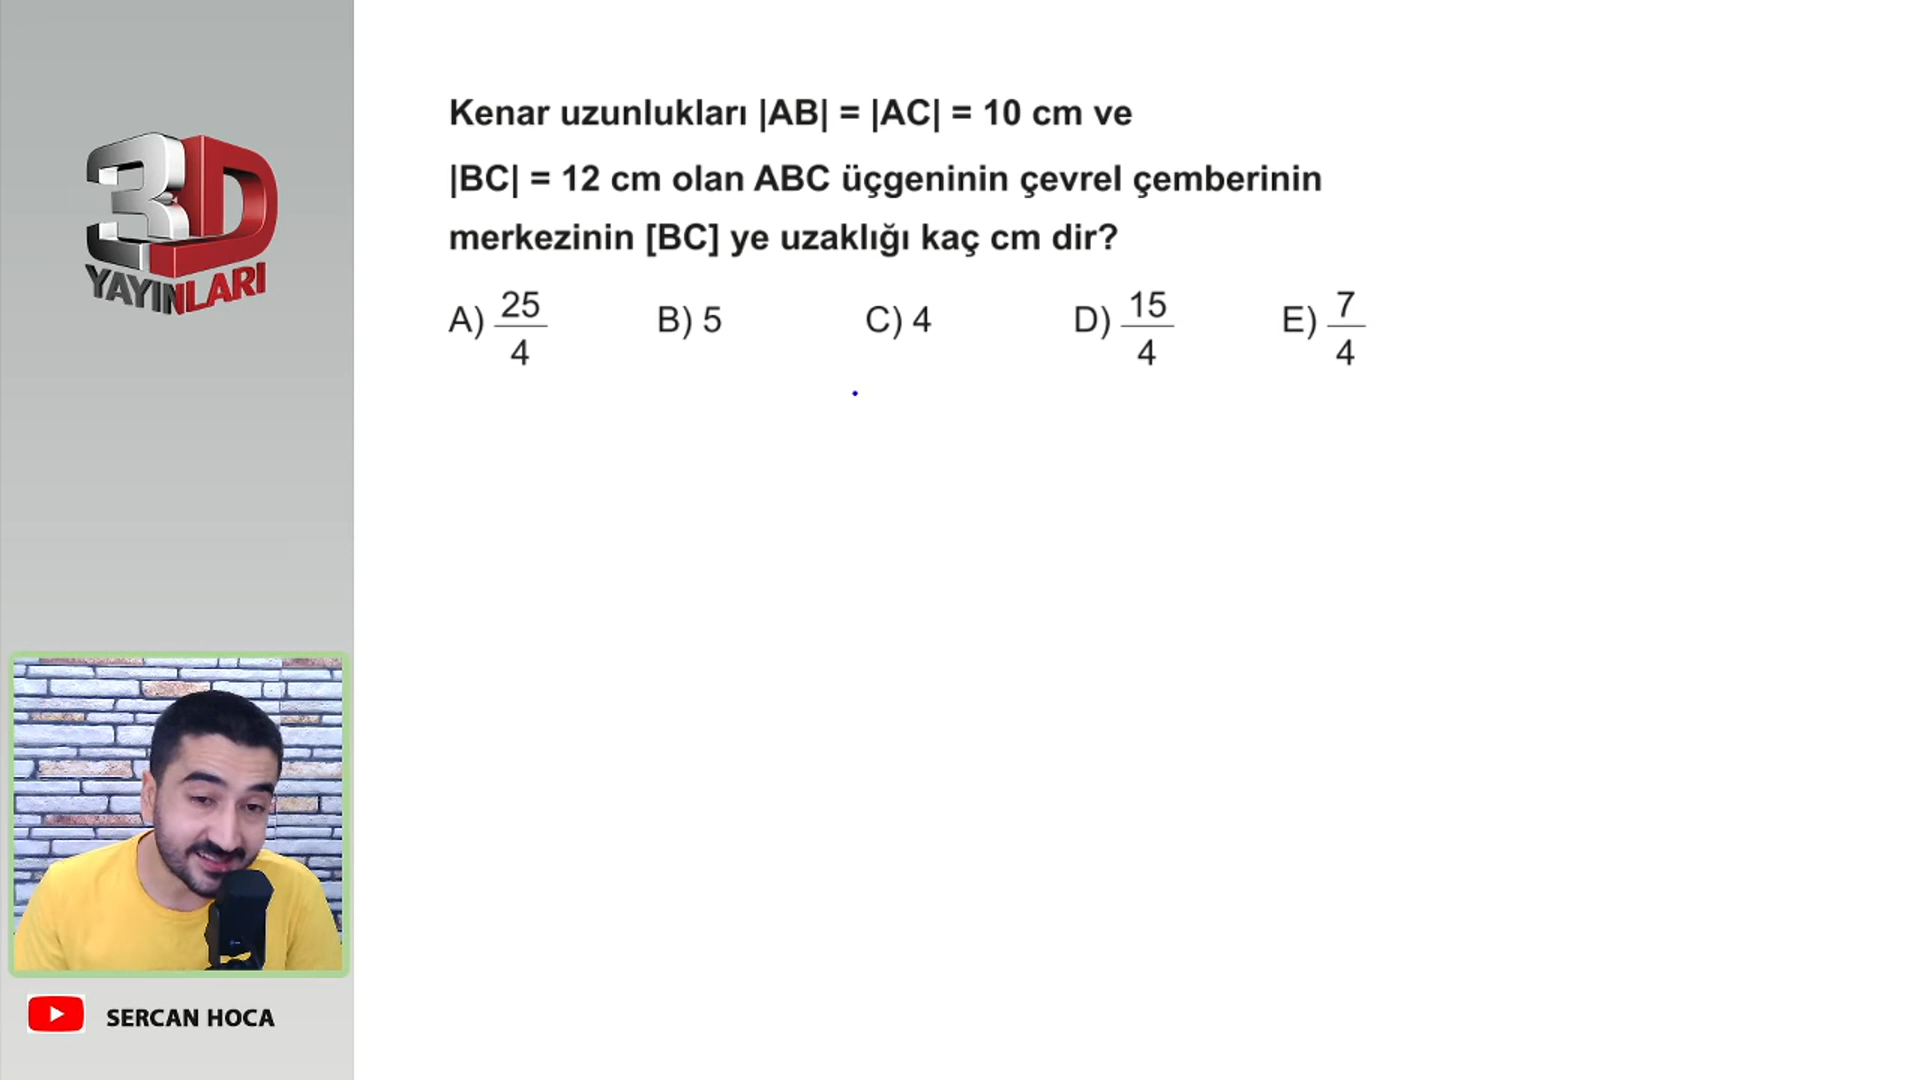 3D
YAYINLARI
Kenar uzunlukları |AB| = |AC| = 10 cm ve
|BC| = 12 cm olan ABC üçgeninin çevrel çemberinin
merkezinin [BC] ye uzaklığı kaç cm dir?
A) 25/4 B) 5 C) 4 D) 15/4 E) 7/4
SERCAN HOCA